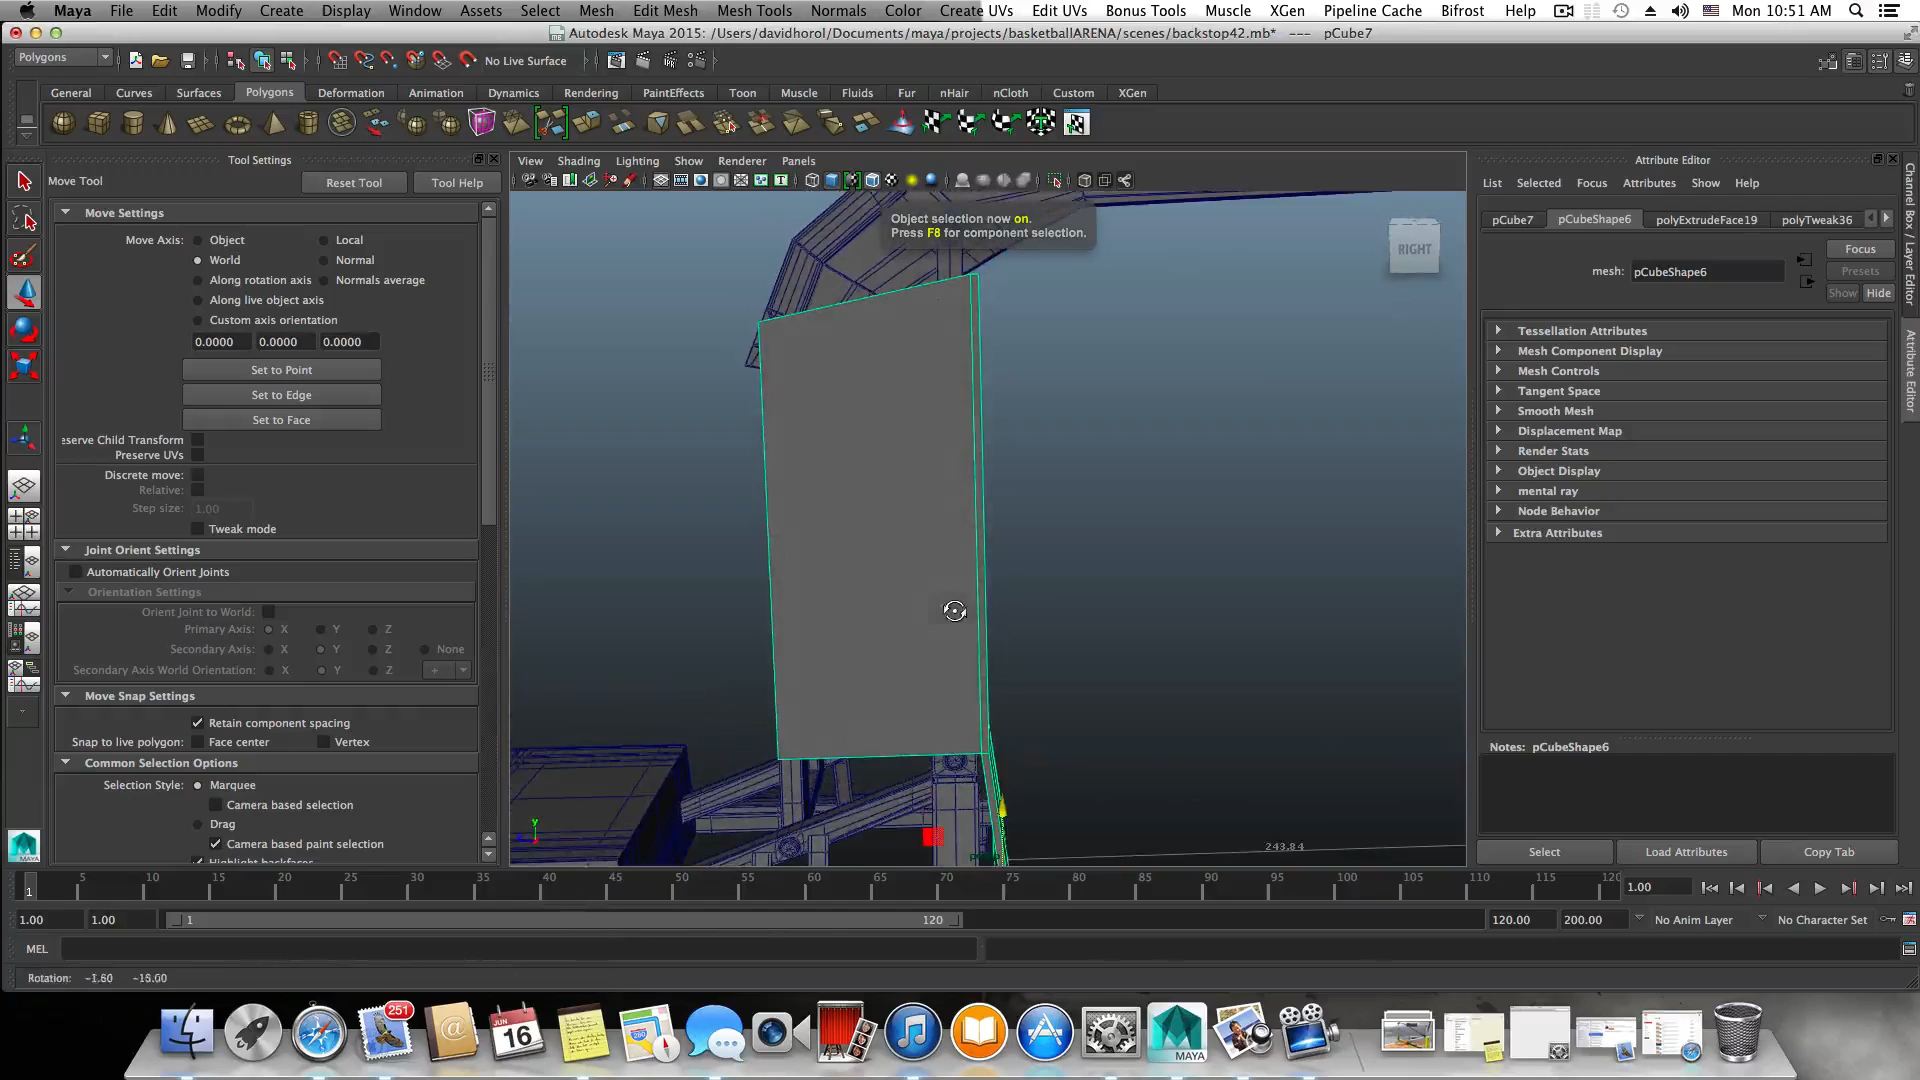 Maya File Edit Modify Create Display Window Assets Select Mesh Edit Mesh Mesh Tools Normals Color Create UVs Edit UVs Bonus Tools Muscle XGen Pipeline Cache Bifrost Help Mon 10:51 AM
Autodesk Maya 2015: /Users/davidhorol/Documents/maya/projects/basketballARENA/scenes/backstop42.mb* --- pCube7
Polygons No Live Surface
General Curves Surfaces Polygons Deformation Animation Dynamics Rendering PaintEffects Toon Muscle Fluids Fur nHair nCloth Custom XGen
Tool Settings
Move Tool Reset Tool Tool Help
Move Settings
Move Axis: Object Local
World Normal
Along rotation axis Normals average
Along live object axis
Custom axis orientation
0.0000 0.0000 0.0000
Set to Point
Set to Edge
Set to Face
eserve Child Transform
Preserve UVs
Discrete move:
Relative:
Step size: 1.00
Tweak mode
Joint Orient Settings
Automatically Orient Joints
Orientation Settings
Orient Joint to World:
Primary Axis: X Y Z
Secondary Axis: X Y Z None
Secondary Axis World Orientation: X Y Z +
Move Snap Settings
Retain component spacing
Snap to live polygon: Face center Vertex
Common Selection Options
Selection Style: Marquee
Camera based selection
Drag
Camera based paint selection
Highlight backfaces
View Shading Lighting Show Renderer Panels
Object selection now on.
Press F8 for component selection.
RIGHT
y
243.84
Attribute Editor
List Selected Focus Attributes Show Help
pCube7 pCubeShape6 polyExtrudeFace19 polyTweak36
Focus
mesh: pCubeShape6 Presets
Show Hide
Tessellation Attributes
Mesh Component Display
Mesh Controls
Tangent Space
Smooth Mesh
Displacement Map
Render Stats
Object Display
mental ray
Node Behavior
Extra Attributes
Notes: pCubeShape6
Select Load Attributes Copy Tab
Channel Box / Layer Editor
Attribute Editor
1 5 10 15 20 25 30 35 40 45 50 55 60 65 70 75 80 85 90 95 100 105 110 115 120 1.00
1.00 1.00 1 120 120.00 200.00 No Anim Layer No Character Set
MEL
Rotation: -1.60 -16.00
251
JUN
16
MAYA
MAYA